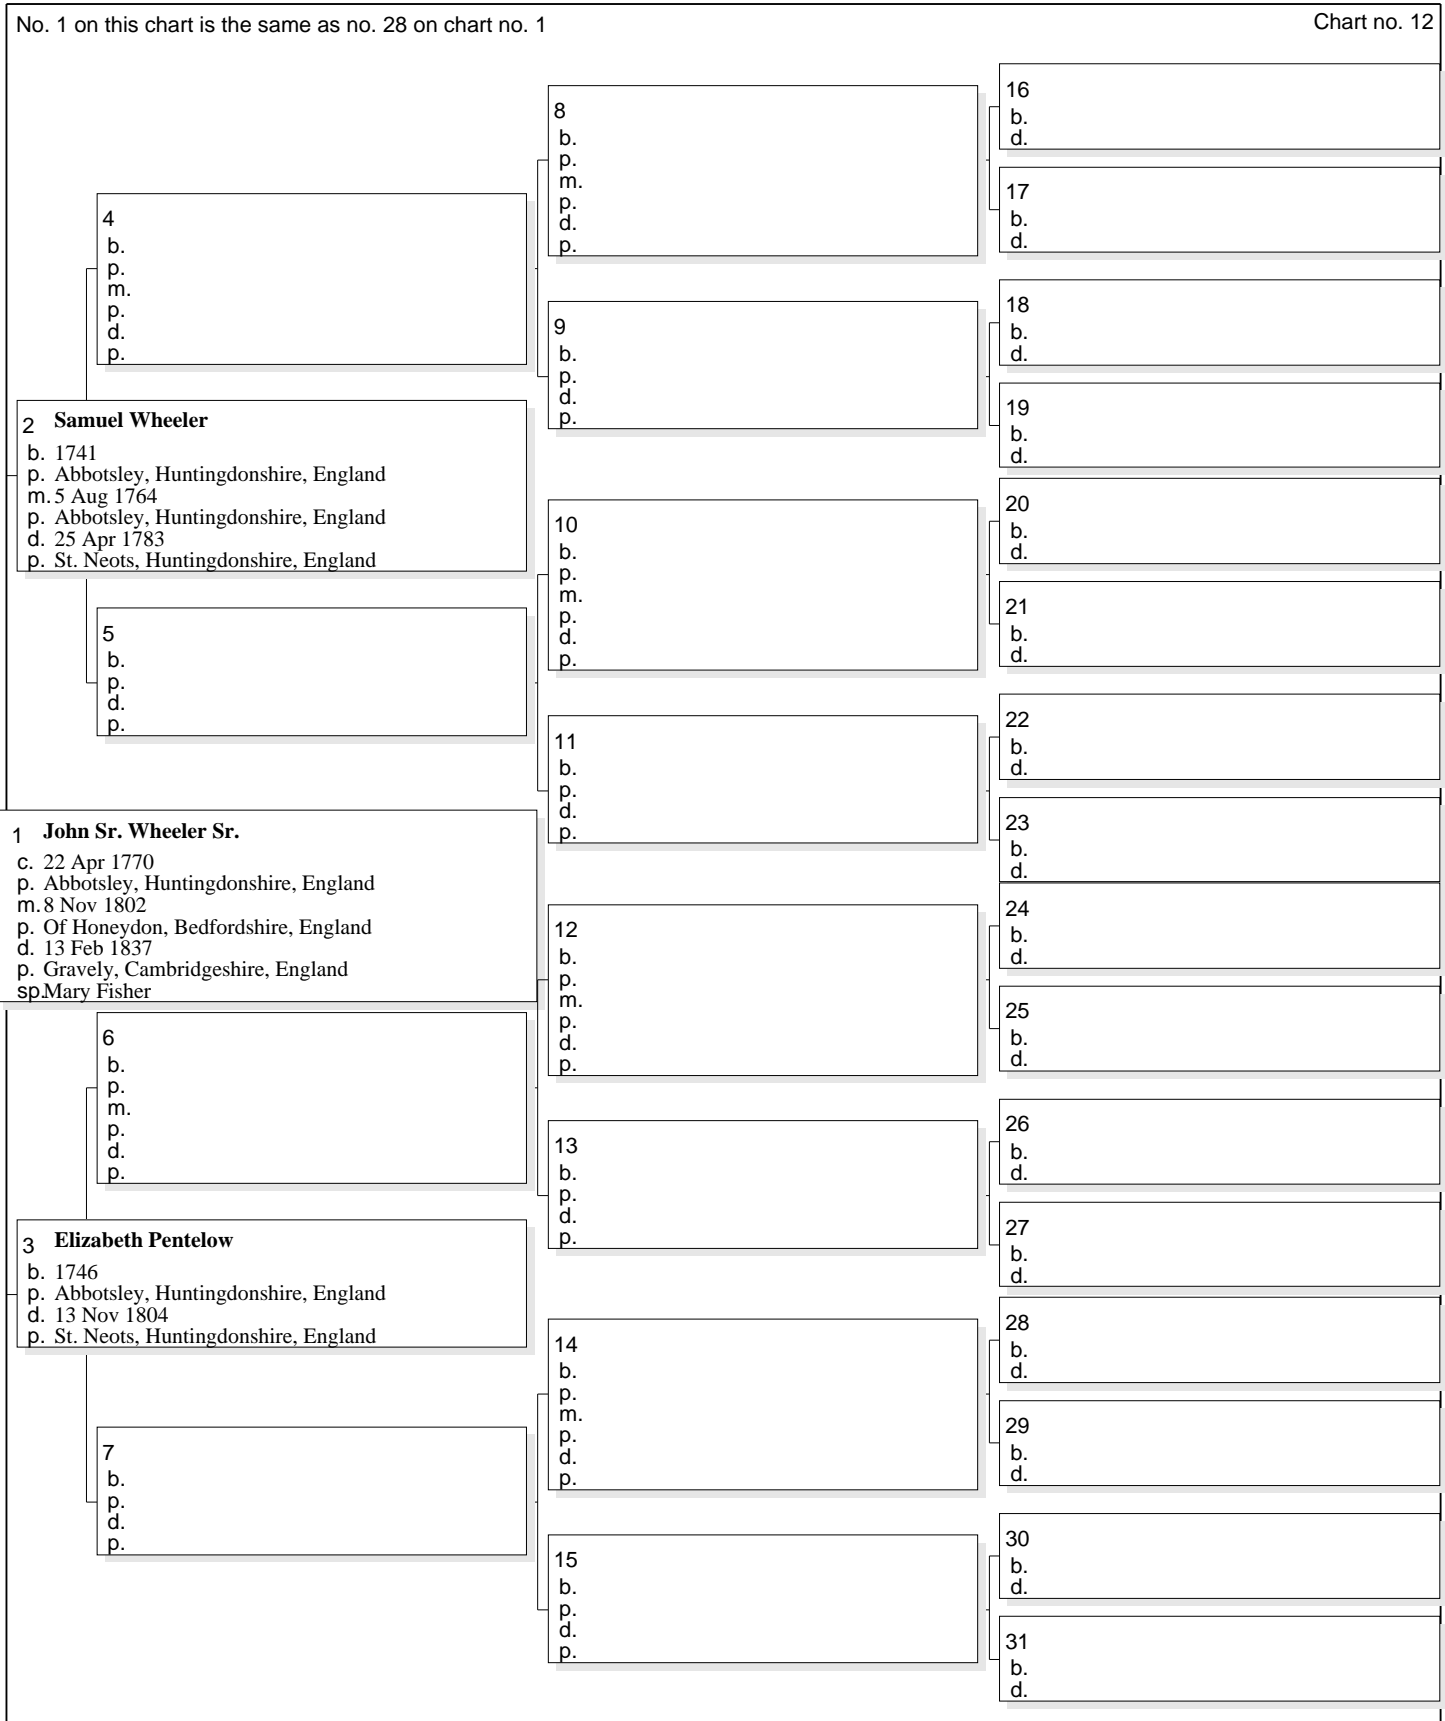 No. 1 on this chart is the same as no. 28 on chart no. 1
Chart no. 12
16
b.
d.
8
b.
p.
m.
p.
d.
p.
17
b.
d.
4
b.
p.
m.
p.
d.
p.
18
b.
d.
9
b.
p.
d.
p.
19
b.
d.
2 Samuel Wheeler
b. 1741
p. Abbotsley, Huntingdonshire, England
m. 5 Aug 1764
p. Abbotsley, Huntingdonshire, England
d. 25 Apr 1783
p. St. Neots, Huntingdonshire, England
20
b.
d.
10
b.
p.
m.
p.
d.
p.
21
b.
d.
5
b.
p.
d.
p.
22
b.
d.
11
b.
p.
d.
p.
23
b.
d.
1 John Sr. Wheeler Sr.
c. 22 Apr 1770
p. Abbotsley, Huntingdonshire, England
m. 8 Nov 1802
p. Of Honeydon, Bedfordshire, England
d. 13 Feb 1837
p. Gravely, Cambridgeshire, England
sp. Mary Fisher
24
b.
d.
12
b.
p.
m.
p.
d.
p.
25
b.
d.
6
b.
p.
m.
p.
d.
p.
26
b.
d.
13
b.
p.
d.
p.
27
b.
d.
3 Elizabeth Pentelow
b. 1746
p. Abbotsley, Huntingdonshire, England
d. 13 Nov 1804
p. St. Neots, Huntingdonshire, England
28
b.
d.
14
b.
p.
m.
p.
d.
p.
29
b.
d.
7
b.
p.
d.
p.
30
b.
d.
15
b.
p.
d.
p.
31
b.
d.